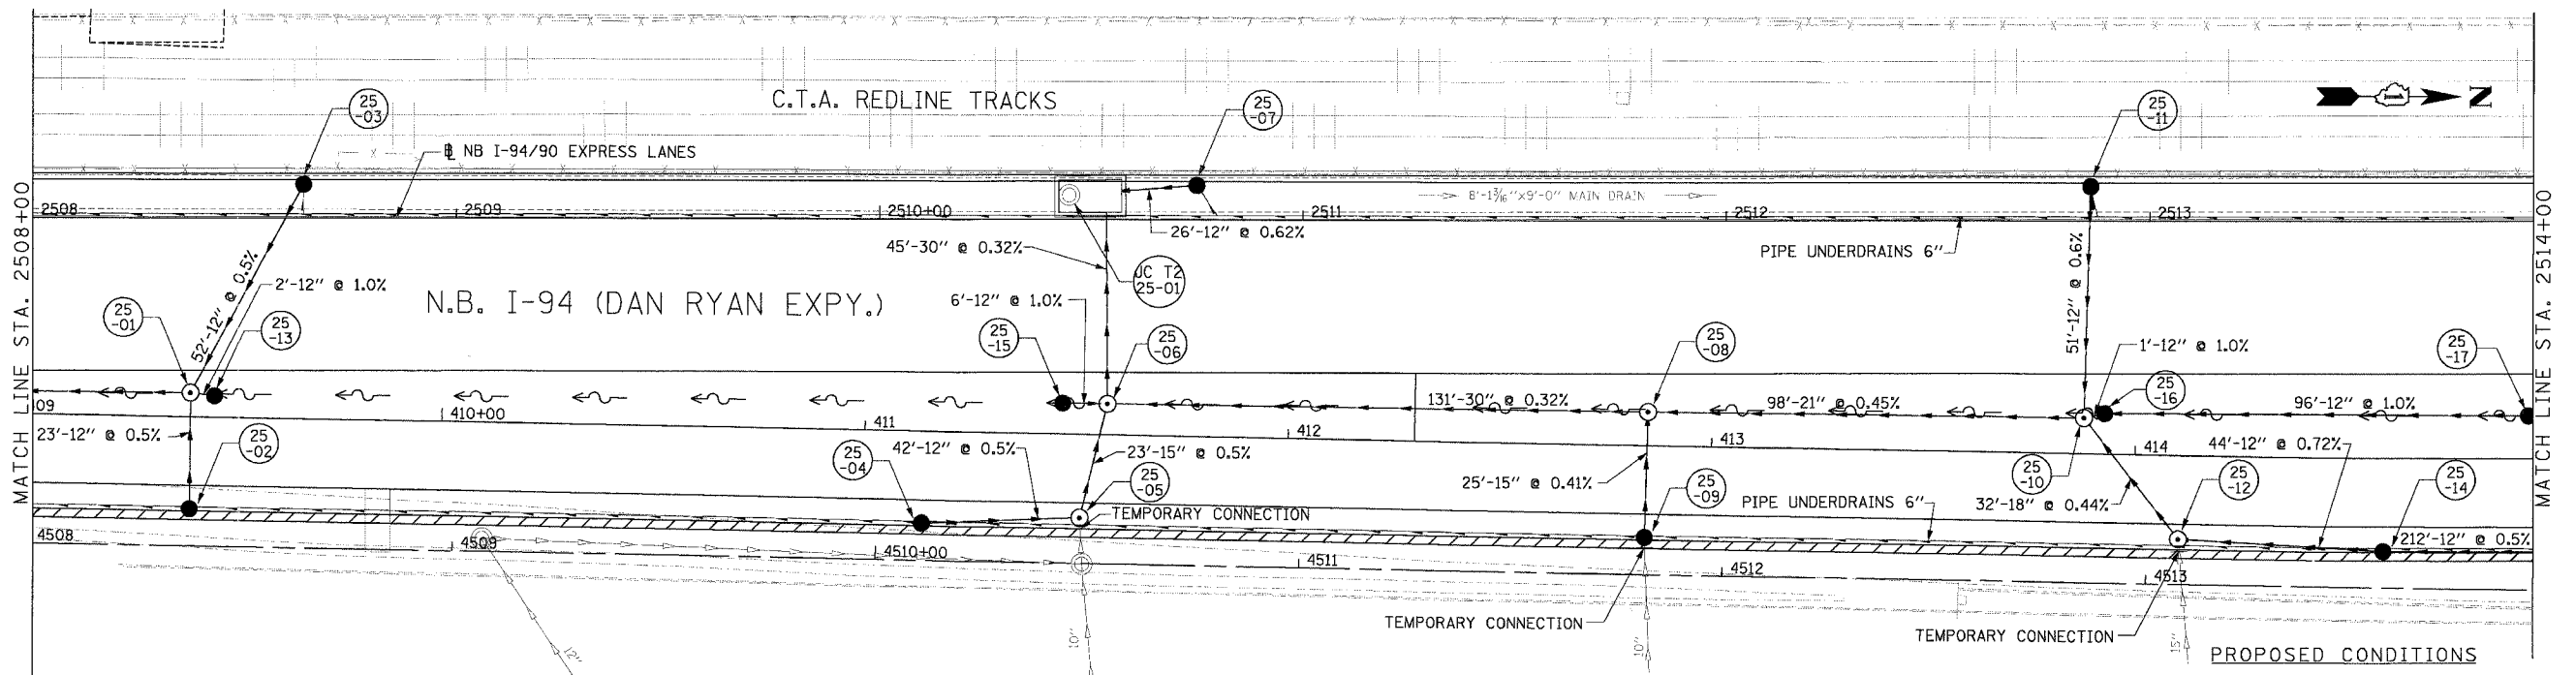 C.T.A. REDLINE TRACKS
25
-03
25
-07
25
-11
N
NB I-94/90 EXPRESS LANES
8'-1 3/16"x9'-0" MAIN DRAIN
2508
2509
2510+00
2511
2512
2513
26'-12" @ 0.62%
45'-30" @ 0.32%
PIPE UNDERDRAINS 6"
52'-12" @ 0.5%
51'-12" @ 0.6%
2'-12" @ 1.0%
JC T2
25-01
N.B. I-94 (DAN RYAN EXPY.)
6'-12" @ 1.0%
25
-01
25
-13
25
-15
25
-06
25
-08
1'-12" @ 1.0%
25
-17
25
-16
MATCH LINE STA. 2508+00
MATCH LINE STA. 2514+00
09
410+00
411
412
413
414
131'-30" @ 0.32%
98'-21" @ 0.45%
96'-12" @ 1.0%
23'-12" @ 0.5%
25
-02
25
-04
42'-12" @ 0.5%
23'-15" @ 0.5%
44'-12" @ 0.72%
25
-05
25'-15" @ 0.41%
25
-09
25
-10
25
-12
25
-14
PIPE UNDERDRAINS 6"
32'-18" @ 0.44%
TEMPORARY CONNECTION
212'-12" @ 0.5%
4508
4509
4510+00
4511
4512
4513
TEMPORARY CONNECTION
TEMPORARY CONNECTION
12"
10"
10"
15"
PROPOSED CONDITIONS